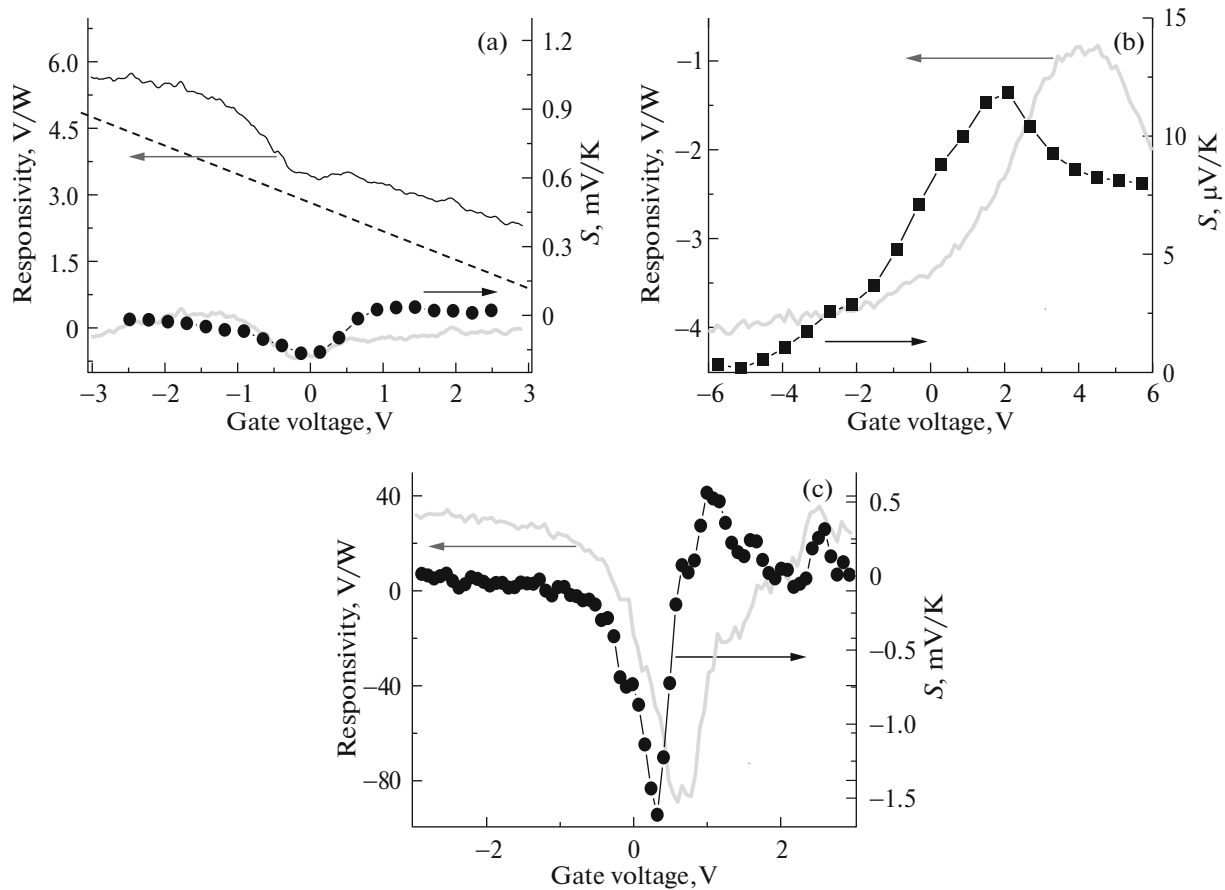 (a)
Responsivity, V/W
6.0
4.5
3.0
1.5
0
1.2
0.9
0.6
0.3
0
S, mV/K
−3 −2 −1 0 1 2 3
Gate voltage, V
(b)
Responsivity, V/W
−1
−2
−3
−4
15
10
5
0
S, μV/K
−6 −4 −2 0 2 4 6
Gate voltage, V
(c)
Responsivity, V/W
40
0
−40
−80
0.5
0
−0.5
−1.0
−1.5
S, mV/K
−2 0 2
Gate voltage, V